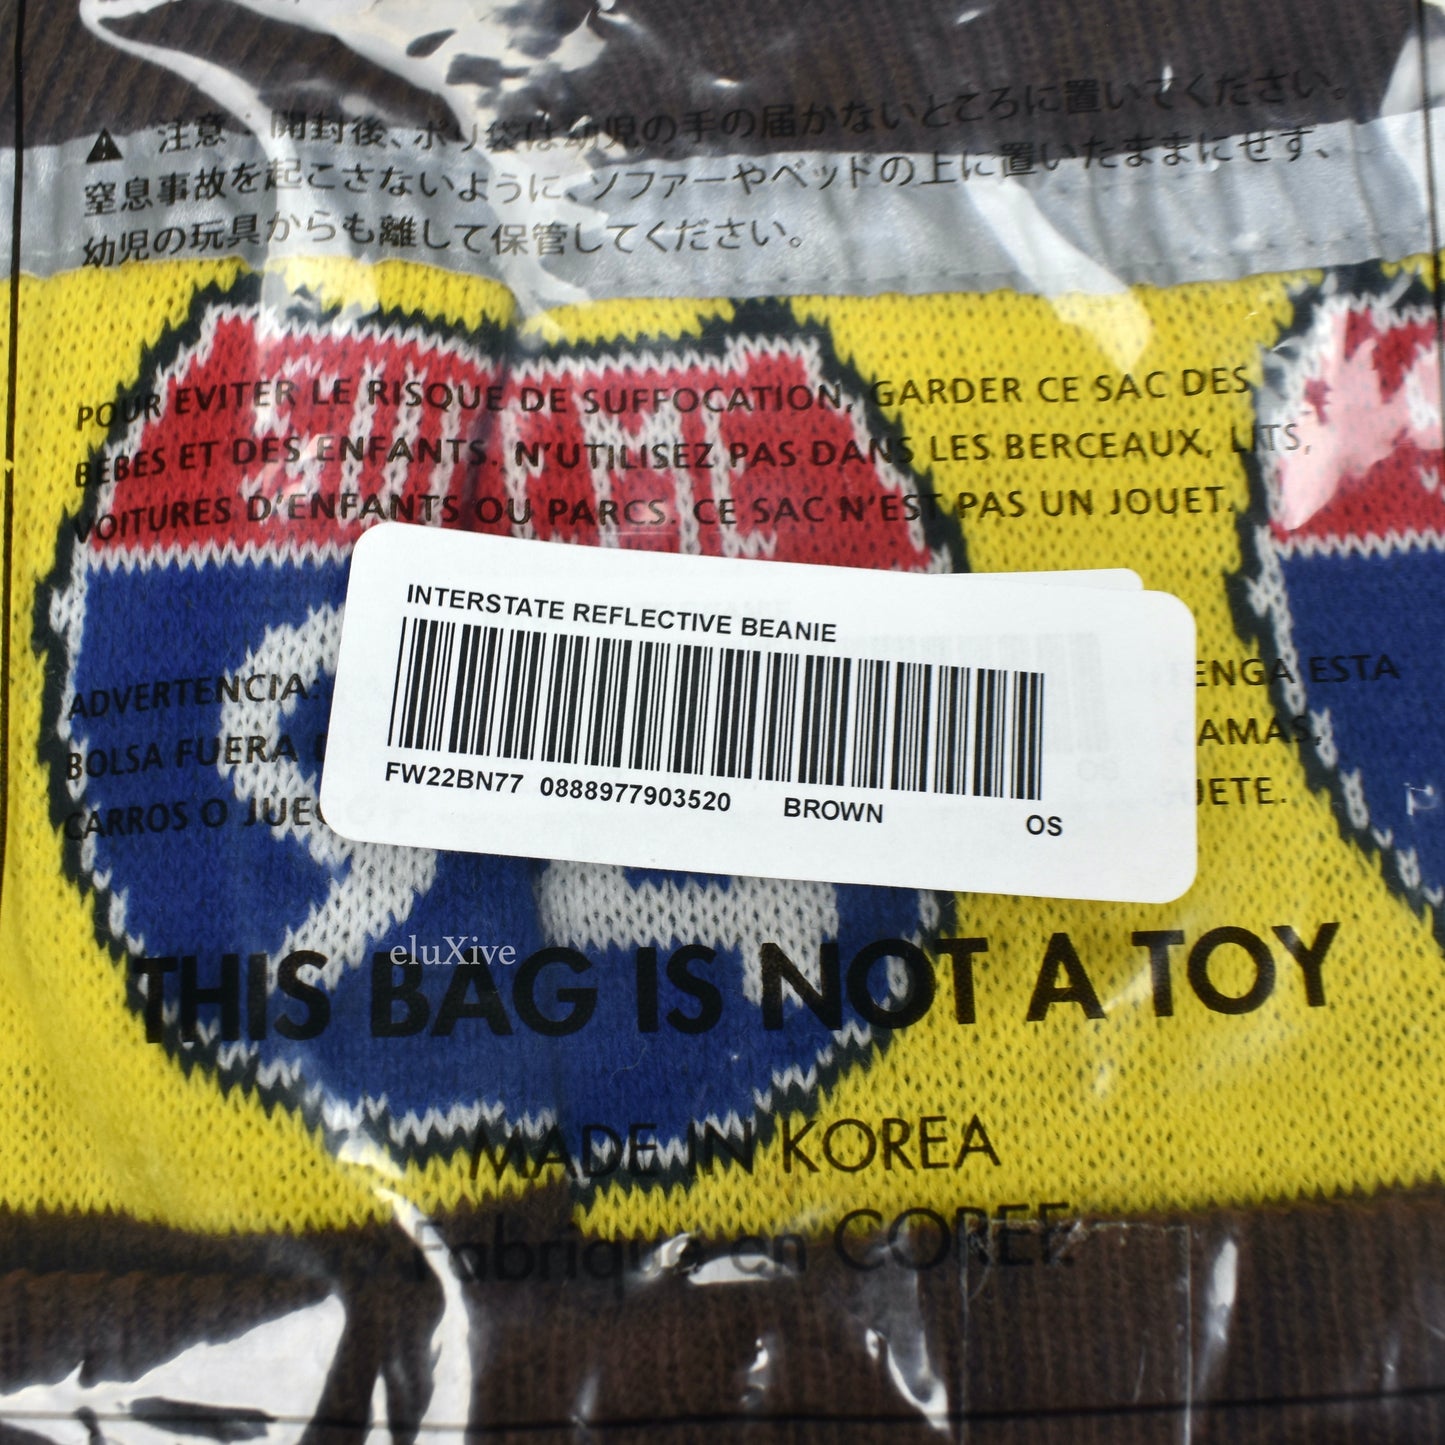 注意：開封後、ポリ袋は幼児の手の届かないところに置いてください。
窒息事故を起こさないように、ソファーやベッドの上に置いたままにせず、
幼児の玩具からも離して保管してください。
POUR EVITER LE RISQUE DE SUFFOCATION, GARDER CE SAC DES
BEBES ET DES ENFANTS. N'UTILISEZ PAS DANS LES BERCEAUX, LITS,
VOITURES D'ENFANTS OU PARCS. CE SAC N'EST PAS UN JOUET.
INTERSTATE REFLECTIVE BEANIE
FW22BN77 0888977903520 BROWN OS
ADVERTENCIA: ESTA
BOLSA FUERA
CARROS O
eluXive
THIS BAG IS NOT A TOY
MADE IN KOREA
Fabriqué en COREE